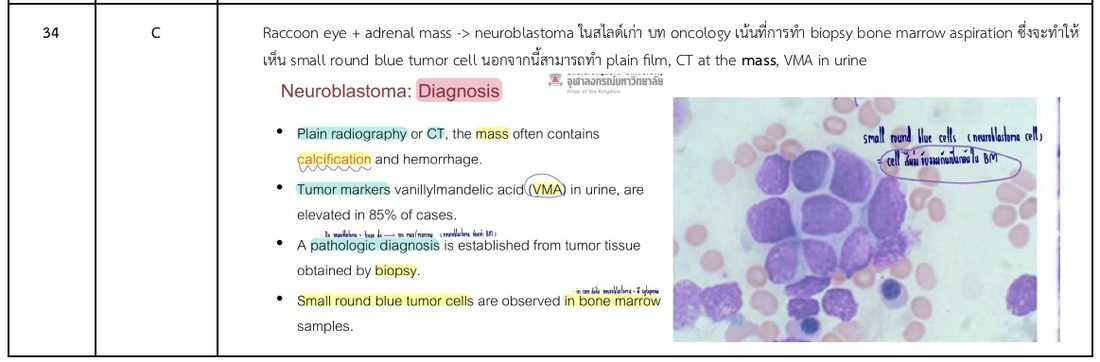 34
C
Raccoon eye + adrenal mass -> neuroblastoma ในสไลด์เก่า บท oncology เน้นที่การทำ biopsy bone marrow aspiration ซึ่งจะทำให้
เห็น small round blue tumor cell นอกจากนี้สามารถทำ plain film, CT at the mass, VMA in urine
จุฬาลงกรณ์มหาวิทยาลัย
Pillar of the Kingdom
Neuroblastoma: Diagnosis
• Plain radiography or CT, the mass often contains
calcification and hemorrhage.
• Tumor markers vanillylmandelic acid (VMA) in urine, are
elevated in 85% of cases.
• A pathologic diagnosis is established from tumor tissue
obtained by biopsy.
• Small round blue tumor cells are observed in bone marrow
samples.
small round blue cells (neuroblastoma cell)
= cell BM